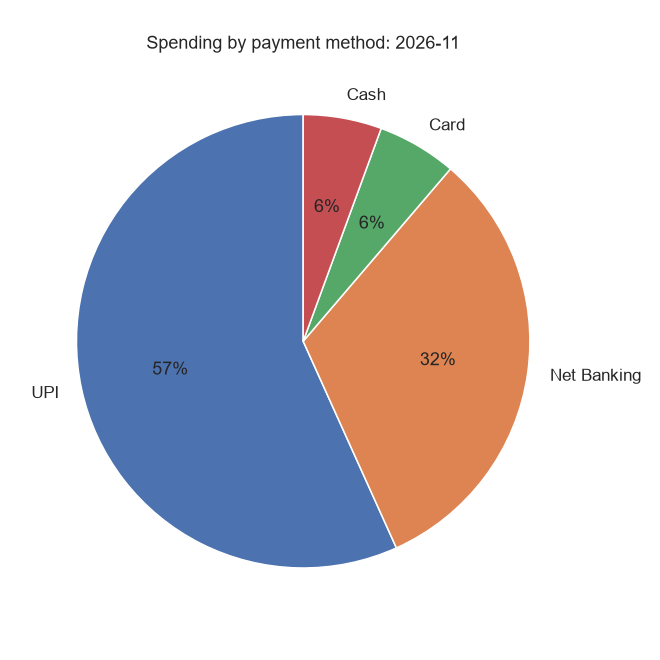 Spending by payment method: 2026-11
Cash
Card
6%
6%
32%
57%
Net Banking
UPI